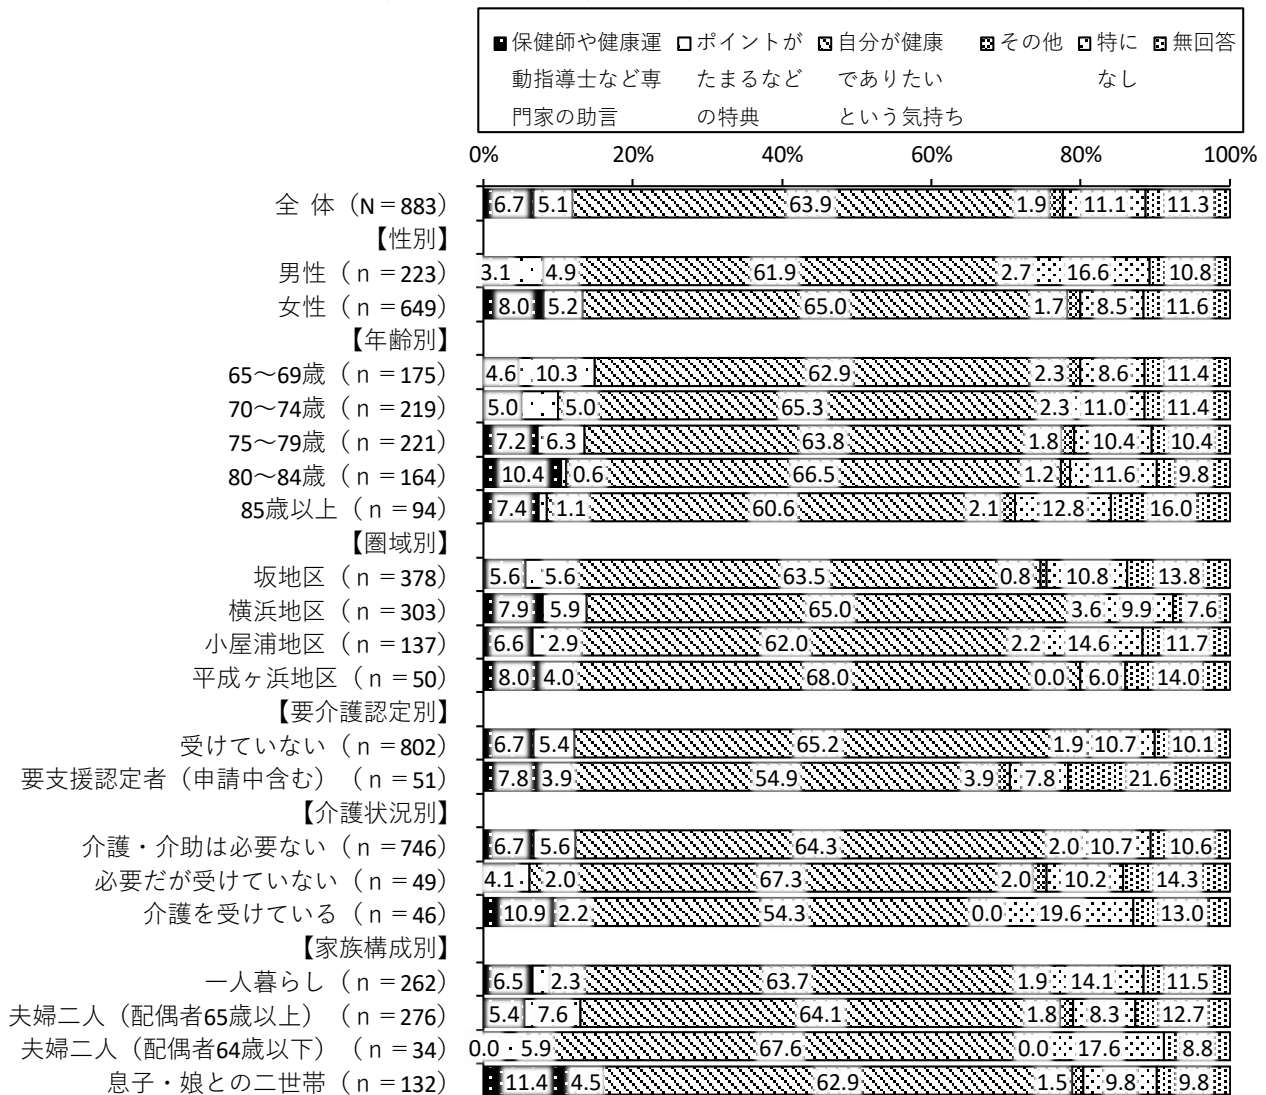 保健師や健康運 ポイントが 自分が健康 その他 特に 無回答
動指導士など専 たまるなど でありたい なし
門家の助言 の特典 という気持ち
0% 20% 40% 60% 80% 100%
全 体（N＝883） 6.7 5.1 63.9 1.9 11.1 11.3
【性別】
男性（ｎ＝223） 3.1 4.9 61.9 2.7 16.6 10.8
女性（ｎ＝649） 8.0 5.2 65.0 1.7 8.5 11.6
【年齢別】
65～69歳（ｎ＝175） 4.6 10.3 62.9 2.3 8.6 11.4
70～74歳（ｎ＝219） 5.0 5.0 65.3 2.3 11.0 11.4
75～79歳（ｎ＝221） 7.2 6.3 63.8 1.8 10.4 10.4
80～84歳（ｎ＝164） 10.4 0.6 66.5 1.2 11.6 9.8
85歳以上（ｎ＝94） 7.4 1.1 60.6 2.1 12.8 16.0
【圏域別】
坂地区（ｎ＝378） 5.6 5.6 63.5 0.8 10.8 13.8
横浜地区（ｎ＝303） 7.9 5.9 65.0 3.6 9.9 7.6
小屋浦地区（ｎ＝137） 6.6 2.9 62.0 2.2 14.6 11.7
平成ヶ浜地区（ｎ＝50） 8.0 4.0 68.0 0.0 6.0 14.0
【要介護認定別】
受けていない（ｎ＝802） 6.7 5.4 65.2 1.9 10.7 10.1
要支援認定者（申請中含む）（ｎ＝51） 7.8 3.9 54.9 3.9 7.8 21.6
【介護状況別】
介護・介助は必要ない（ｎ＝746） 6.7 5.6 64.3 2.0 10.7 10.6
必要だが受けていない（ｎ＝49） 4.1 2.0 67.3 2.0 10.2 14.3
介護を受けている（ｎ＝46） 10.9 2.2 54.3 0.0 19.6 13.0
【家族構成別】
一人暮らし（ｎ＝262） 6.5 2.3 63.7 1.9 14.1 11.5
夫婦二人（配偶者65歳以上）（ｎ＝276） 5.4 7.6 64.1 1.8 8.3 12.7
夫婦二人（配偶者64歳以下）（ｎ＝34） 0.0 5.9 67.6 0.0 17.6 8.8
息子・娘との二世帯（ｎ＝132） 11.4 4.5 62.9 1.5 9.8 9.8